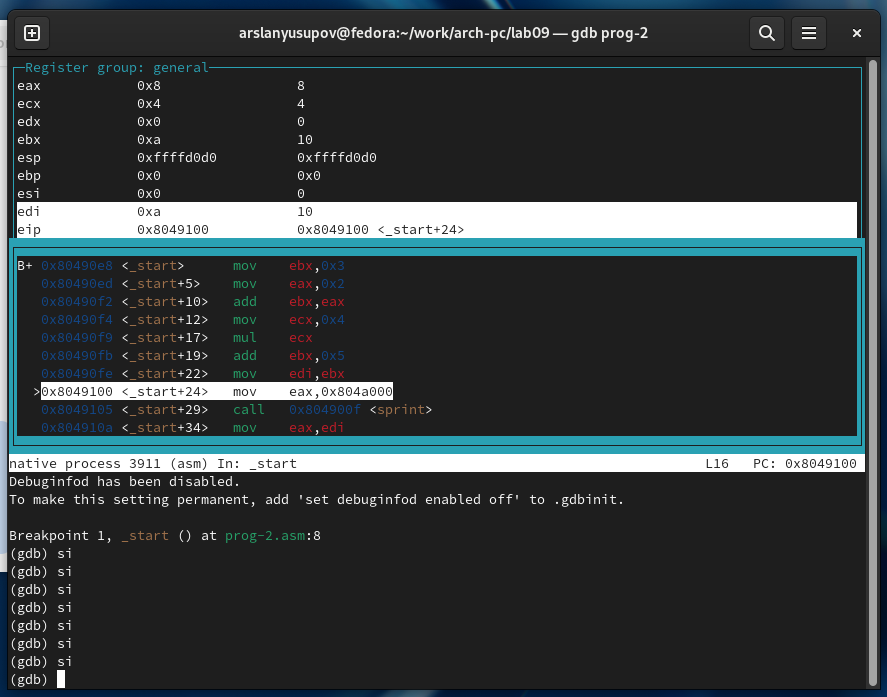 arslanyusupov@fedora:~/work/arch-pc/lab09 — gdb prog-2
Register group: general
eax 0x8 8
ecx 0x4 4
edx 0x0 0
ebx 0xa 10
esp 0xffffd0d0 0xffffd0d0
ebp 0x0 0x0
esi 0x0 0
edi 0xa 10
eip 0x8049100 0x8049100 <_start+24>
B+ 0x80490e8 <_start> mov ebx,0x3
0x80490ed <_start+5> mov eax,0x2
0x80490f2 <_start+10> add ebx,eax
0x80490f4 <_start+12> mov ecx,0x4
0x80490f9 <_start+17> mul ecx
0x80490fb <_start+19> add ebx,0x5
0x80490fe <_start+22> mov edi,ebx
>0x8049100 <_start+24> mov eax,0x804a000
0x8049105 <_start+29> call 0x804900f <sprint>
0x804910a <_start+34> mov eax,edi
native process 3911 (asm) In: _start L16 PC: 0x8049100
Debuginfod has been disabled.
To make this setting permanent, add 'set debuginfod enabled off' to .gdbinit.
Breakpoint 1, _start () at prog-2.asm:8
(gdb) si
(gdb) si
(gdb) si
(gdb) si
(gdb) si
(gdb) si
(gdb) si
(gdb)